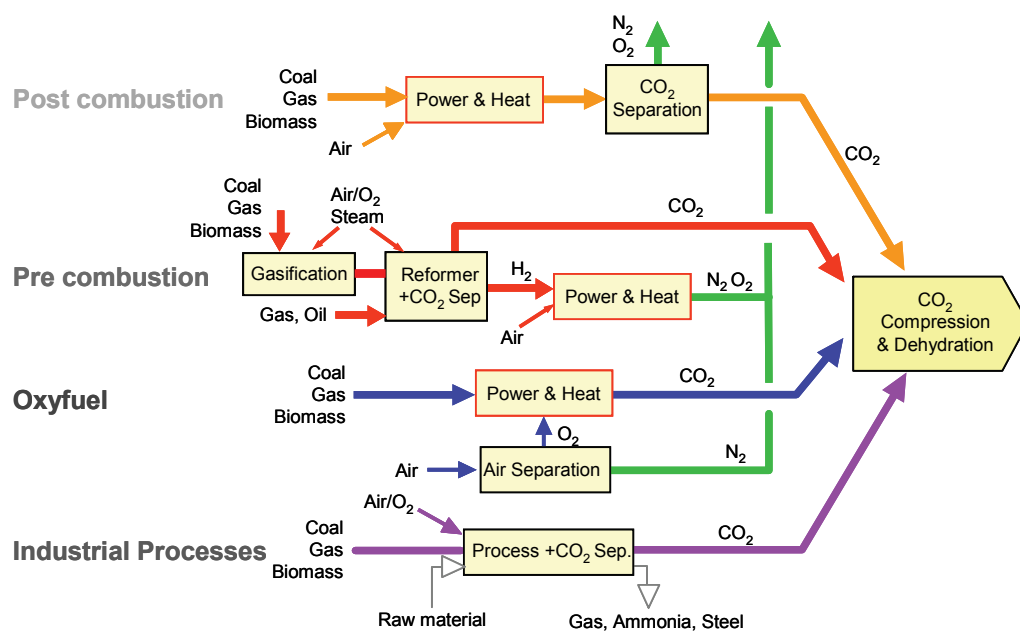 N₂
O₂
Post combustion
Coal
Gas
Biomass
Air
Power & Heat
CO₂
Separation
CO₂
Pre combustion
Coal
Gas
Biomass
Air/O₂
Steam
Gasification
Gas, Oil
Reformer
+CO₂ Sep
CO₂
H₂
Air
Power & Heat
N₂ O₂
CO₂
Compression
& Dehydration
Oxyfuel
Coal
Gas
Biomass
Power & Heat
CO₂
O₂
Air
Air Separation
N₂
Industrial Processes
Air/O₂
Coal
Gas
Biomass
Process +CO₂ Sep.
CO₂
Raw material
Gas, Ammonia, Steel